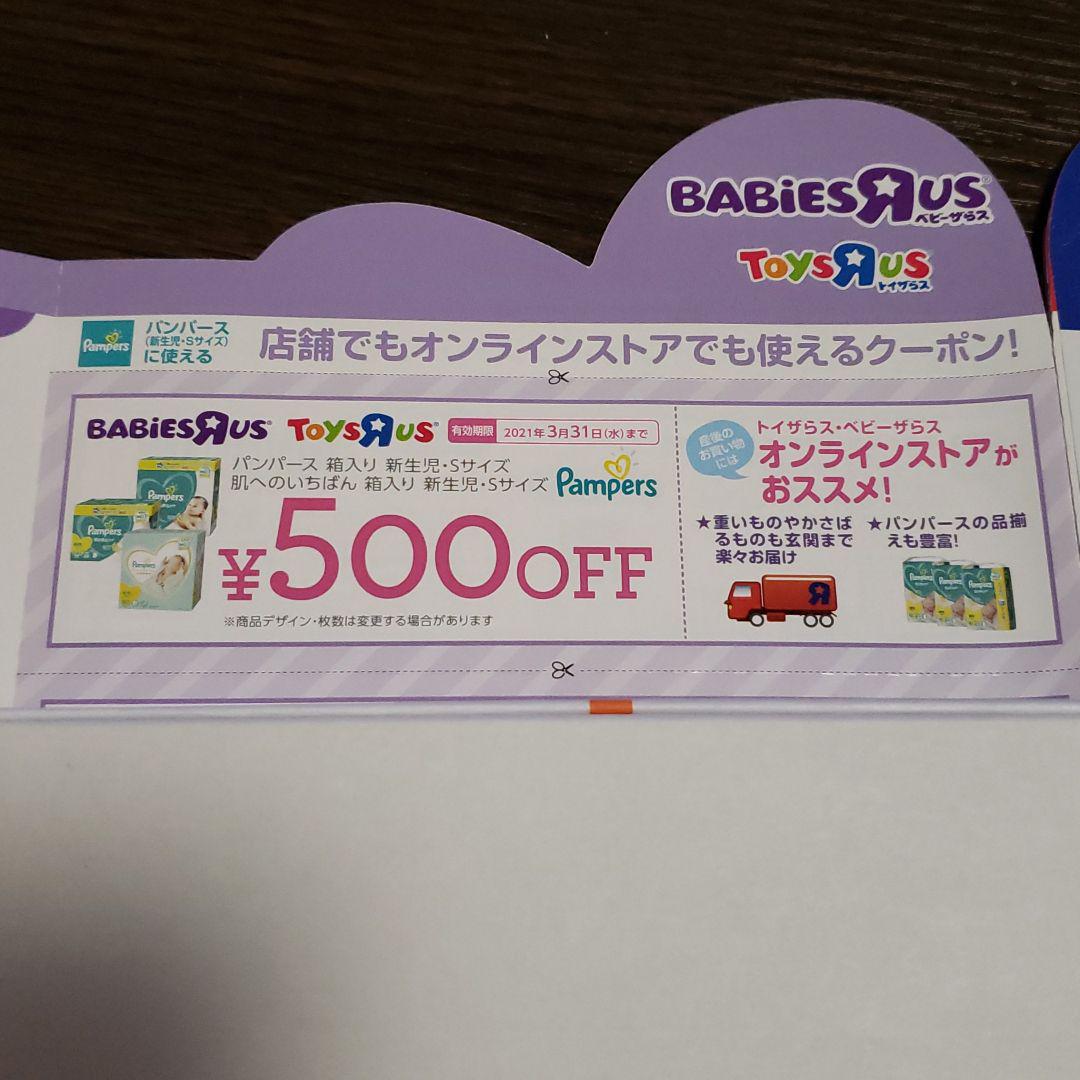 BABIES R US
ベビーザらス
TOYS R US
トイザらス
Pampers
パンパース
(新生児・Sサイズ)
に使える
店舗でもオンラインストアでも使えるクーポン!
BABIES R US TOYS R US 有効期限 2021年3月31日(水)まで
パンパース 箱入り 新生児・Sサイズ
肌へのいちばん 箱入り 新生児・Sサイズ
Pampers
¥500OFF
※商品デザイン・枚数は変更する場合があります
Pampers
Pampers
Pampers
産後の
お買い物
には
トイザらス・ベビーザらス
オンラインストアが
おススメ!
★重いものやかさば
るものも玄関まで
楽々お届け
★パンパースの品揃
えも豊富!
R